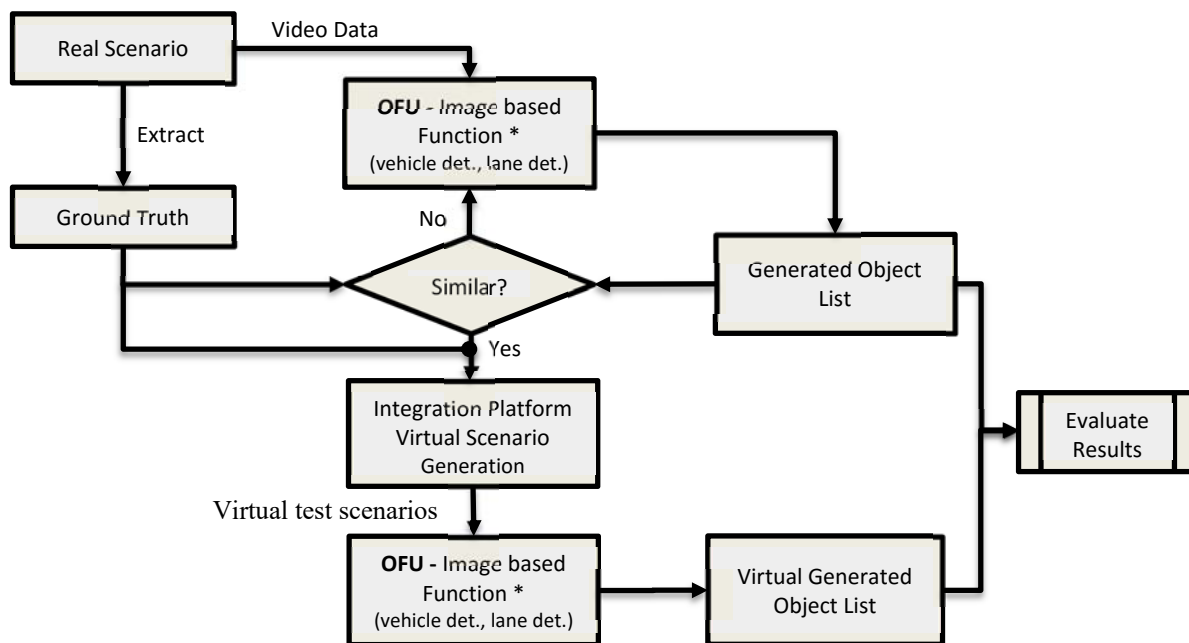 Real Scenario
Video Data
OFU - Image based
Function *
(vehicle det., lane det.)
Extract
Ground Truth
No
Similar?
Generated Object
List
Yes
Integration Platform
Virtual Scenario
Generation
Evaluate
Results
Virtual test scenarios
OFU - Image based
Function *
(vehicle det., lane det.)
Virtual Generated
Object List